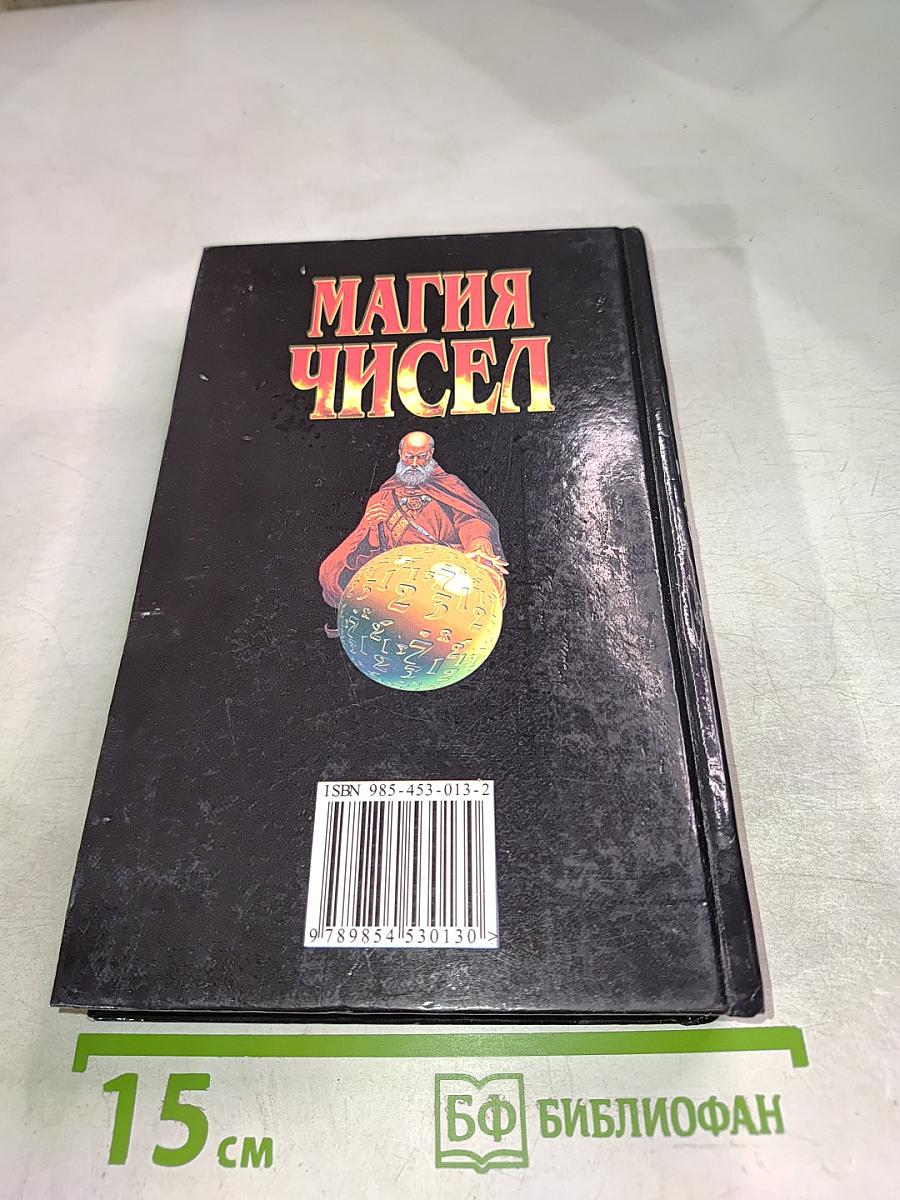 МАГИЯ
ЧИСЕЛ
ISBN 985-453-013-2
9 789854 530130 >
15 см
БФ БИБЛИОФАН